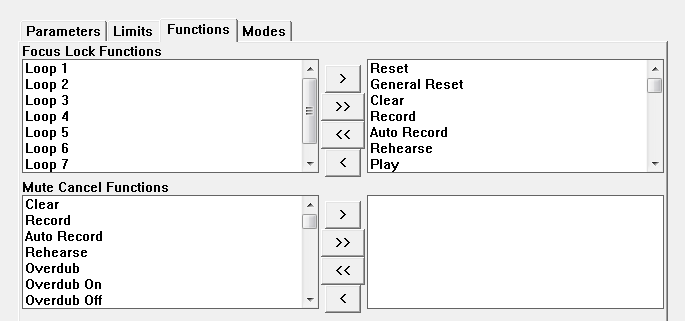 Parameters Limits Functions Modes
Focus Lock Functions
Loop 1
Loop 2
Loop 3
Loop 4
Loop 5
Loop 6
Loop 7
>
>>
<<
<
Reset
General Reset
Clear
Record
Auto Record
Rehearse
Play
Mute Cancel Functions
Clear
Record
Auto Record
Rehearse
Overdub
Overdub On
Overdub Off
>
>>
<<
<